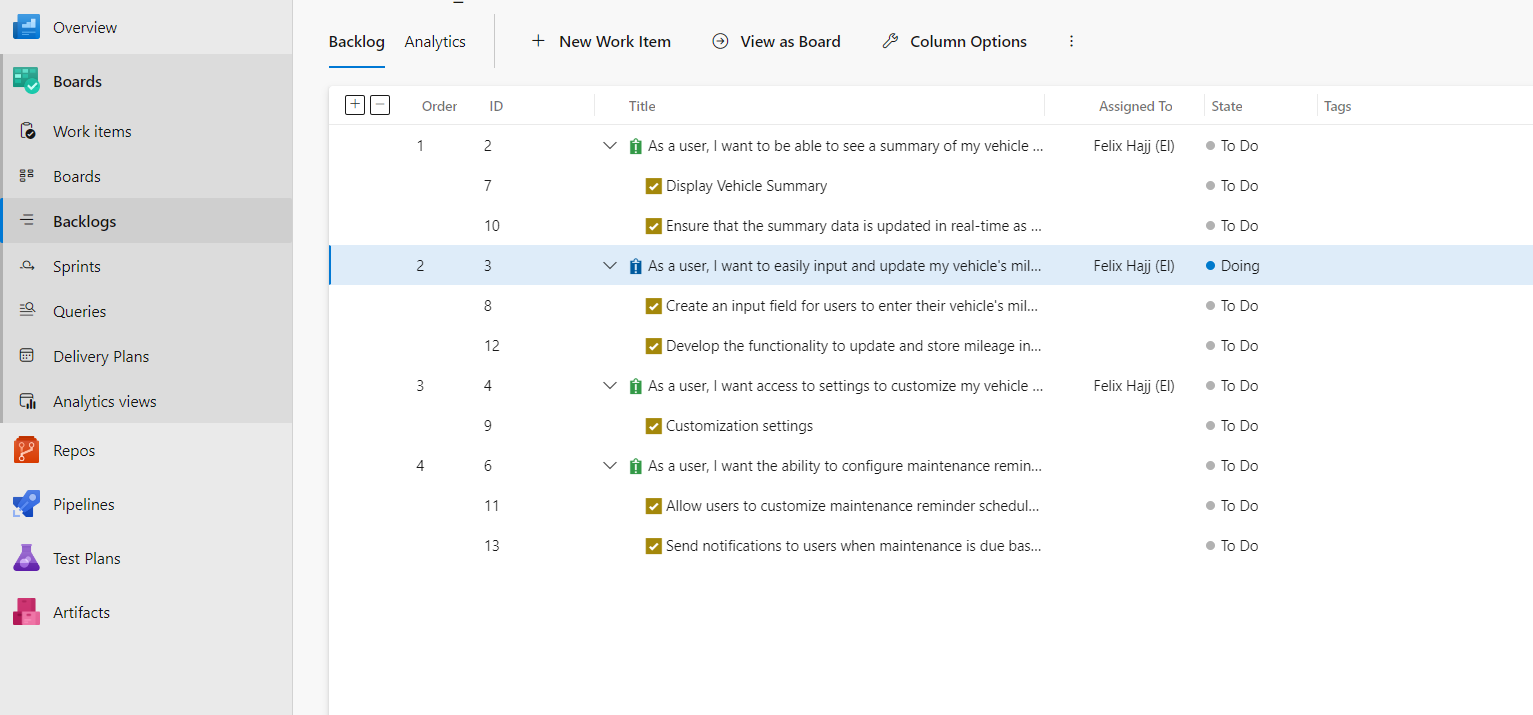 Overview
Boards
Work items
Boards
Backlogs
Sprints
Queries
Delivery Plans
Analytics views
Repos
Pipelines
Test Plans
Artifacts
Backlog Analytics New Work Item View as Board Column Options
Order ID Title Assigned To State Tags
1 2 As a user, I want to be able to see a summary of my vehicle ... Felix Hajj (El) To Do
7 Display Vehicle Summary To Do
10 Ensure that the summary data is updated in real-time as ... To Do
2 3 As a user, I want to easily input and update my vehicle's mil... Felix Hajj (El) Doing
8 Create an input field for users to enter their vehicle's mil... To Do
12 Develop the functionality to update and store mileage in... To Do
3 4 As a user, I want access to settings to customize my vehicle ... Felix Hajj (El) To Do
9 Customization settings To Do
4 6 As a user, I want the ability to configure maintenance remin... To Do
11 Allow users to customize maintenance reminder schedul... To Do
13 Send notifications to users when maintenance is due bas... To Do